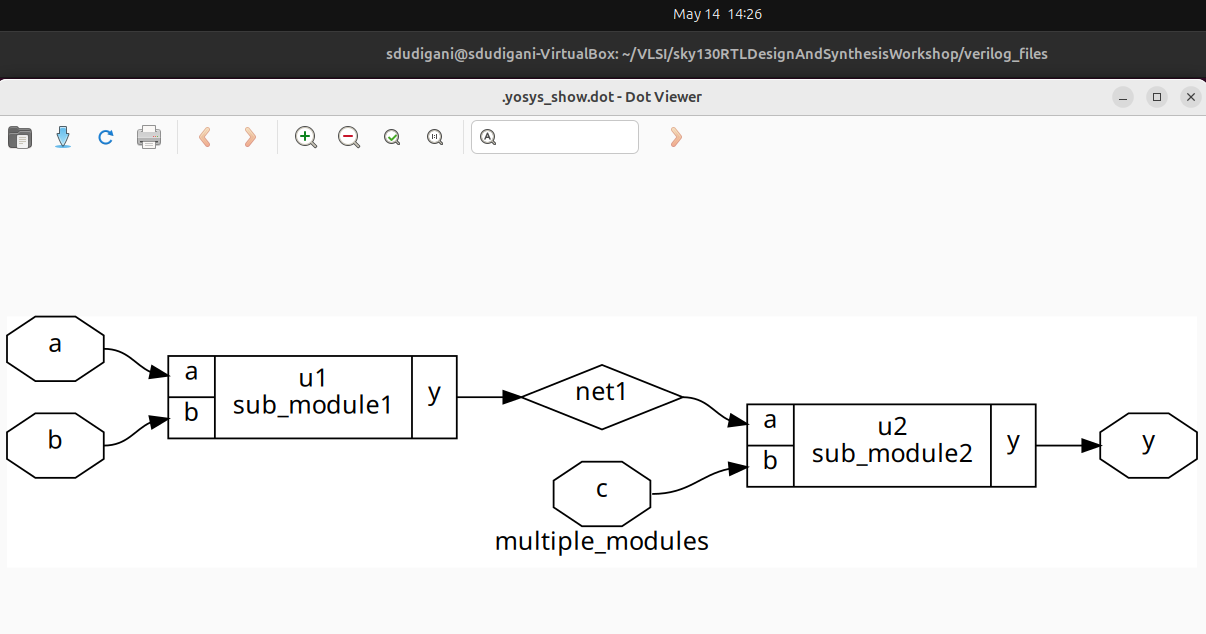 May 14 14:26
sdudigani@sdudigani-VirtualBox: ~/VLSI/sky130RTLDesignAndSynthesisWorkshop/verilog_files
.yosys_show.dot - Dot Viewer
a
b
a
b
u1
sub_module1
y
net1
c
a
b
u2
sub_module2
y
y
multiple_modules